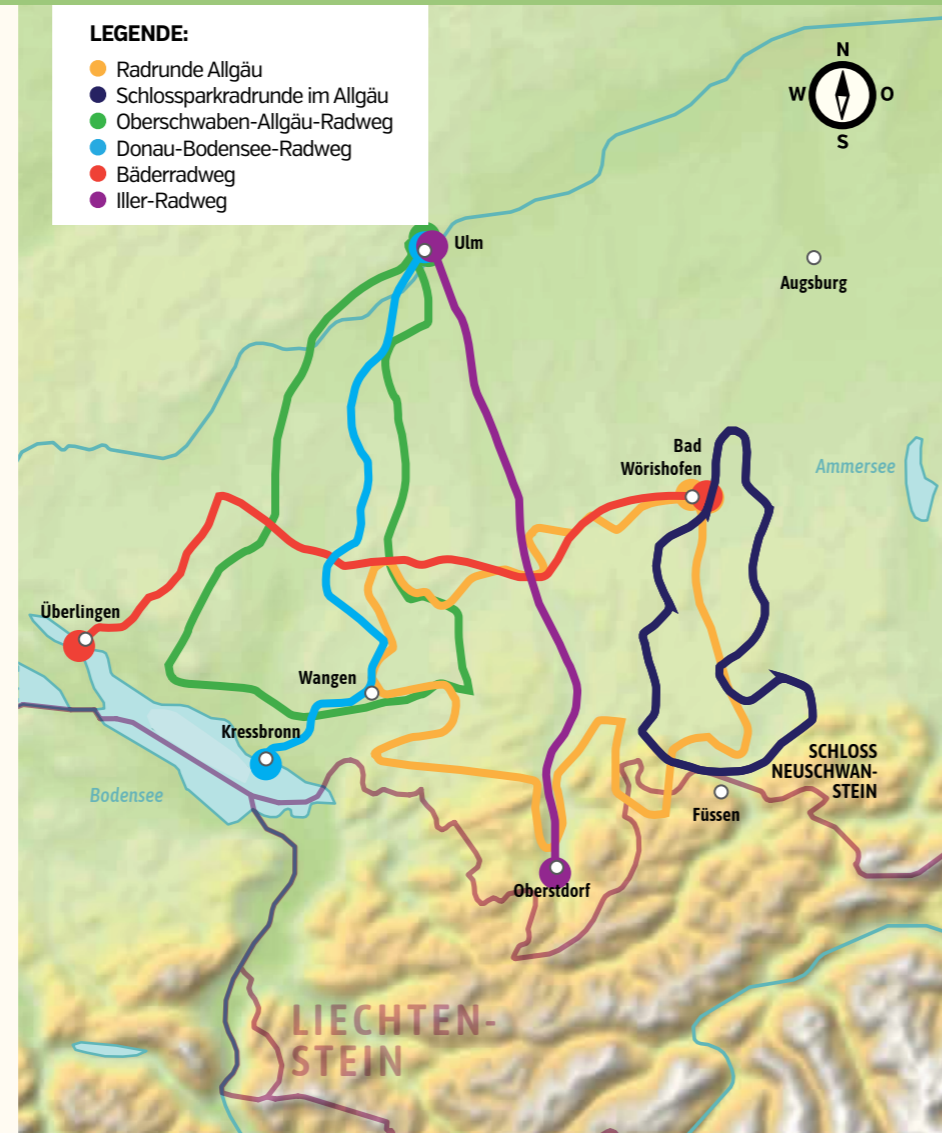 LEGENDE:
Radrunde Allgäu
Schlossparkradrunde im Allgäu
Oberschwaben-Allgäu-Radweg
Donau-Bodensee-Radweg
Bäderradweg
Iller-Radweg
N
W
O
S
Ulm
Augsburg
Bad
Wörishofen
Ammersee
Überlingen
Wangen
Kressbronn
Bodensee
SCHLOSS
NEUSCHWAN-
STEIN
Füssen
Oberstdorf
LIECHTEN-
STEIN